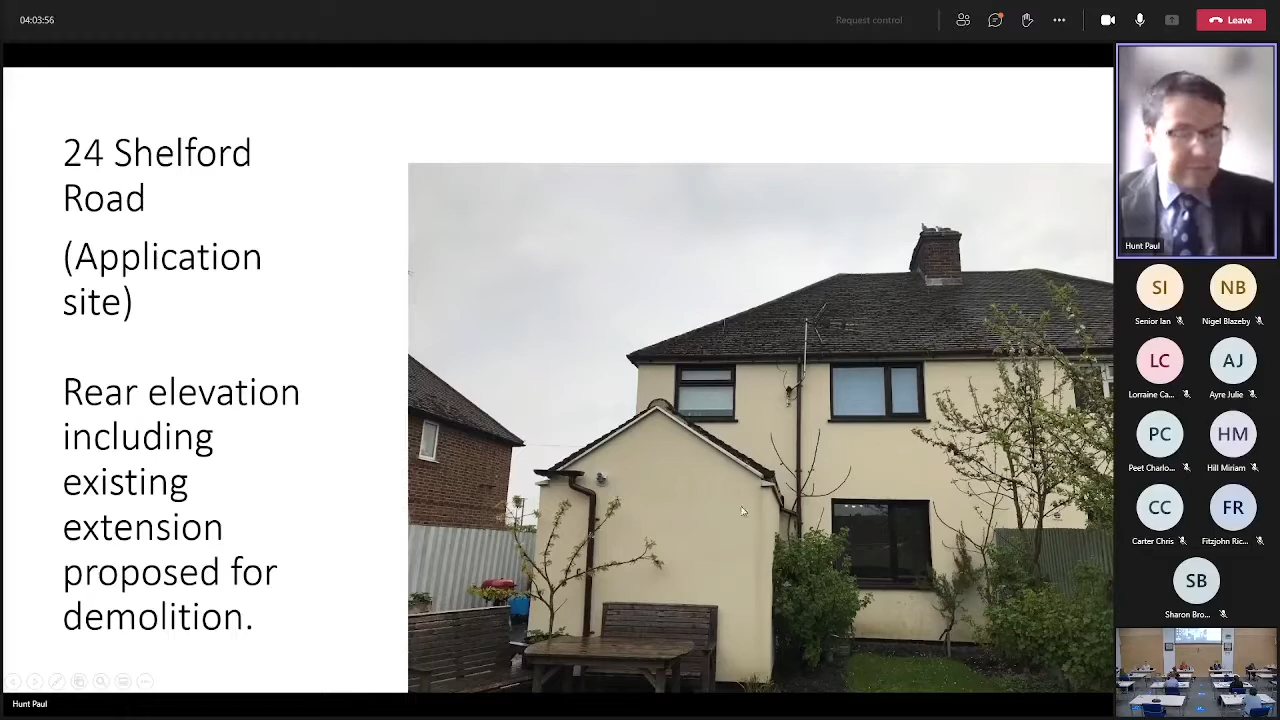 04:03:56
Request control
Leave
24 Shelford
Road
(Application
site)
Rear elevation
including
existing
extension
proposed for
demolition.
Hunt Paul
SI
NB
Senior Ian
Nigel Blazeby
LC
AJ
Lorraine Ca...
Ayre Julie
PC
HM
Peet Charlo...
Hill Miriam
CC
FR
Carter Chris
Fitzjohn Ric...
SB
Sharon Bro...
Hunt Paul